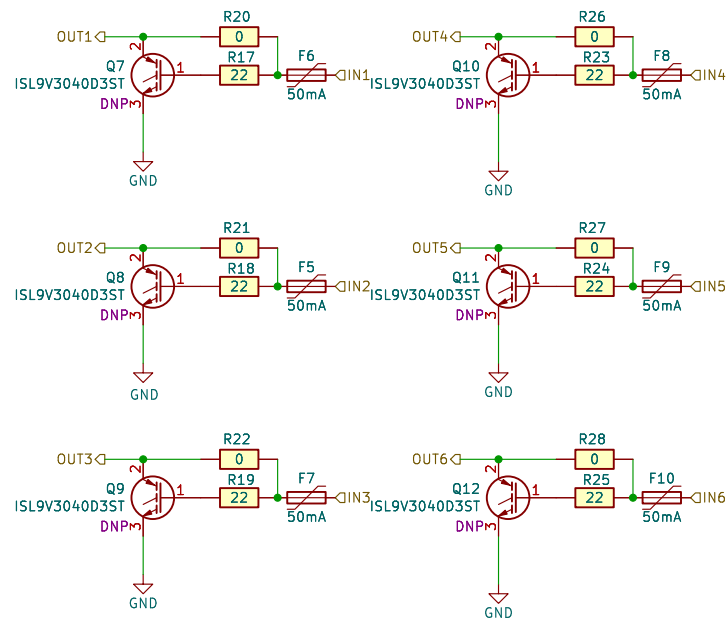 R20
OUT1
0
2
F6
Q7
R17
1
22
IN1
ISL9V3040D3ST
50mA
DNP
3
GND
R26
OUT4
0
2
F8
Q10
R23
1
22
IN4
ISL9V3040D3ST
50mA
DNP
3
GND
R21
OUT2
0
2
F5
Q8
R18
1
22
IN2
ISL9V3040D3ST
50mA
DNP
3
GND
R27
OUT5
0
2
F9
Q11
R24
1
22
IN5
ISL9V3040D3ST
50mA
DNP
3
GND
R22
OUT3
0
2
F7
Q9
R19
1
22
IN3
ISL9V3040D3ST
50mA
DNP
3
GND
R28
OUT6
0
2
F10
Q12
R25
1
22
IN6
ISL9V3040D3ST
50mA
DNP
3
GND